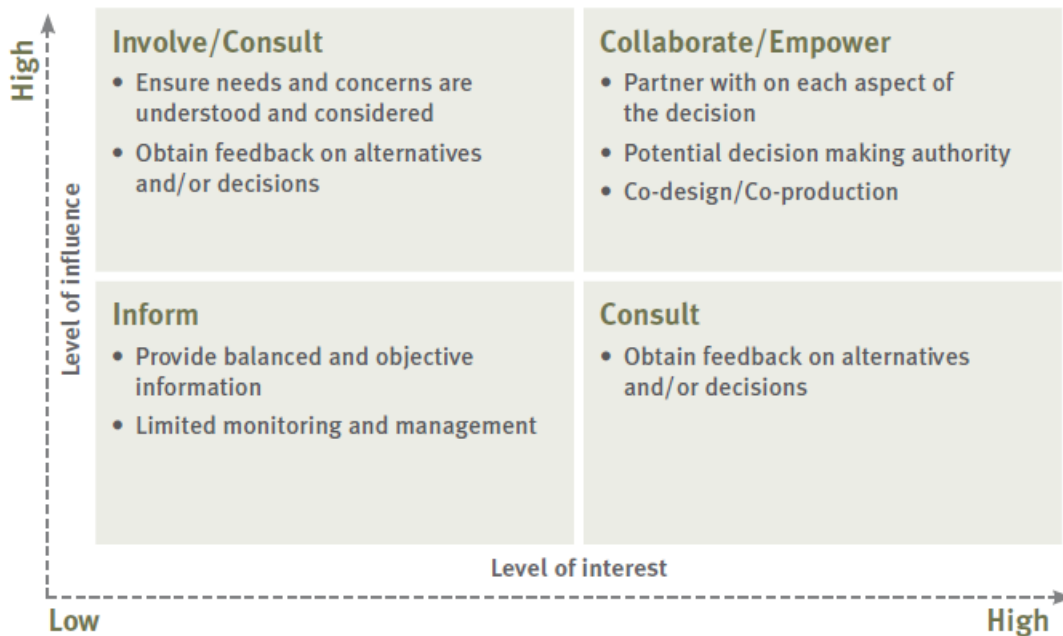 High
Level of influence
Involve/Consult
• Ensure needs and concerns are
understood and considered
• Obtain feedback on alternatives
and/or decisions
Collaborate/Empower
• Partner with on each aspect of
the decision
• Potential decision making authority
• Co-design/Co-production
Inform
• Provide balanced and objective
information
• Limited monitoring and management
Consult
• Obtain feedback on alternatives
and/or decisions
Level of interest
Low
High